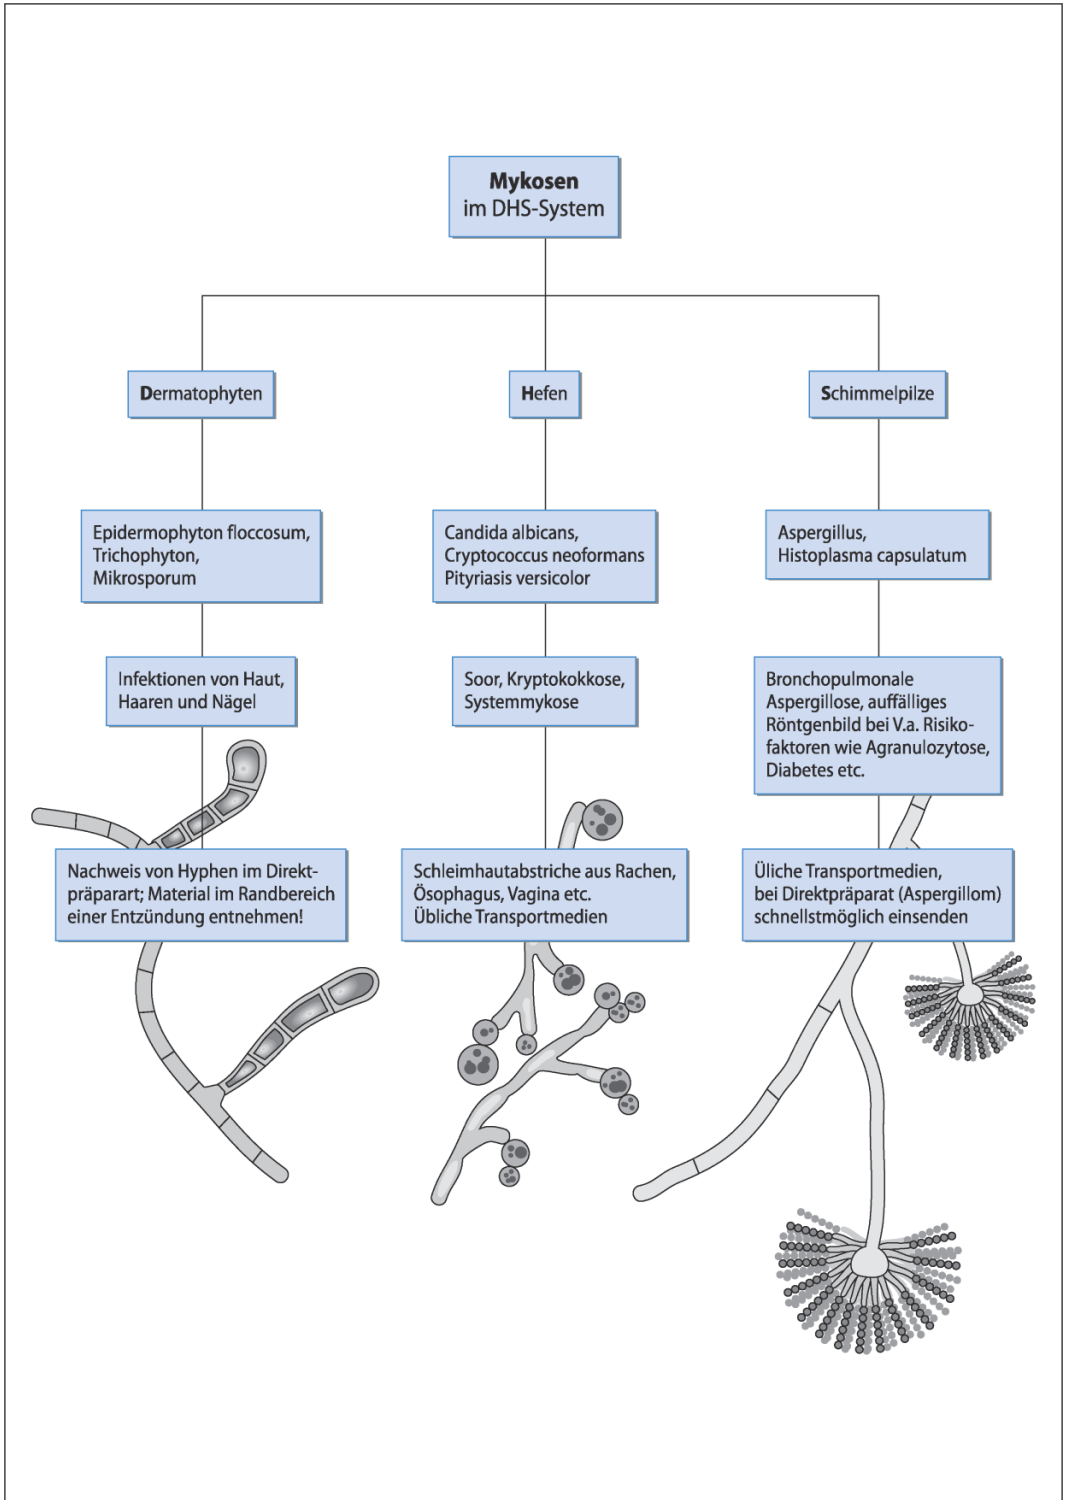 Mykosen
im DHS-System
Dermatophyten
Hefen
Schimmelpilze
Epidermophyton floccosum,
Trichophyton,
Mikrosporum
Candida albicans,
Cryptococcus neoformans
Pityriasis versicolor
Aspergillus,
Histoplasma capsulatum
Infektionen von Haut,
Haaren und Nägel
Soor, Kryptokokkose,
Systemmykose
Bronchopulmonale
Aspergillose, auffälliges
Röntgenbild bei V.a. Risiko-
faktoren wie Agranulozytose,
Diabetes etc.
Nachweis von Hyphen im Direkt-
präparart; Material im Randbereich
einer Entzündung entnehmen!
Schleimhautabstriche aus Rachen,
Ösophagus, Vagina etc.
Übliche Transportmedien
Üliche Transportmedien,
bei Direktpräparat (Aspergillom)
schnellstmöglich einsenden